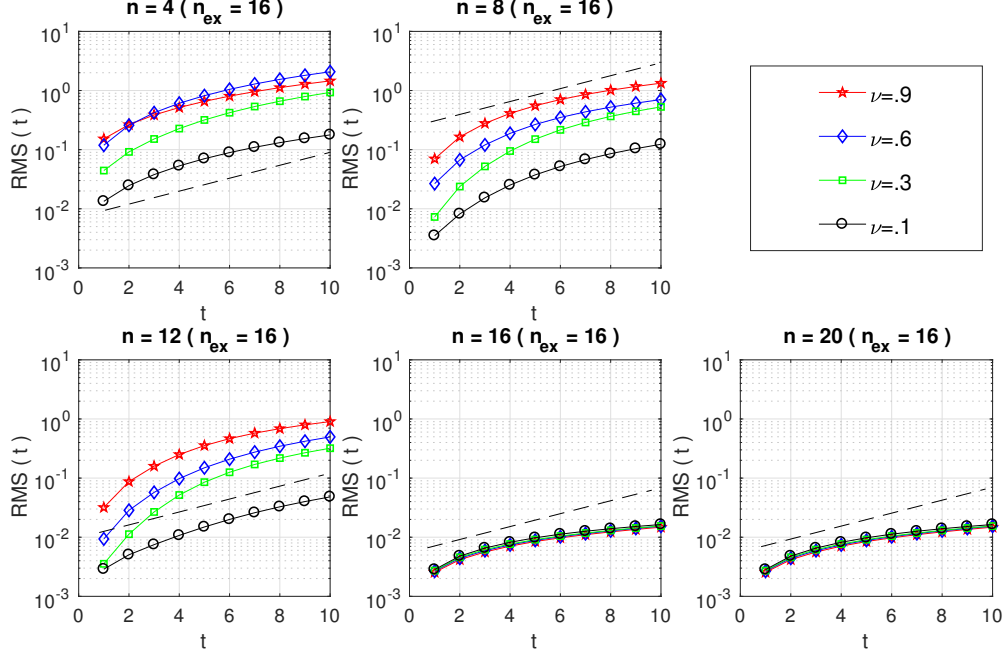 n = 4 ( n_ex = 16 )
n = 8 ( n_ex = 16 )
10^1
10^0
10^-1
10^-2
10^-3
RMS ( t )
0 2 4 6 8 10
t
10^1
10^0
10^-1
10^-2
10^-3
RMS ( t )
0 2 4 6 8 10
t
ν=.9
ν=.6
ν=.3
ν=.1
n = 12 ( n_ex = 16 )
n = 16 ( n_ex = 16 )
n = 20 ( n_ex = 16 )
10^1
10^0
10^-1
10^-2
10^-3
RMS ( t )
0 2 4 6 8 10
t
10^1
10^0
10^-1
10^-2
10^-3
RMS ( t )
0 2 4 6 8 10
t
10^1
10^0
10^-1
10^-2
10^-3
RMS ( t )
0 2 4 6 8 10
t